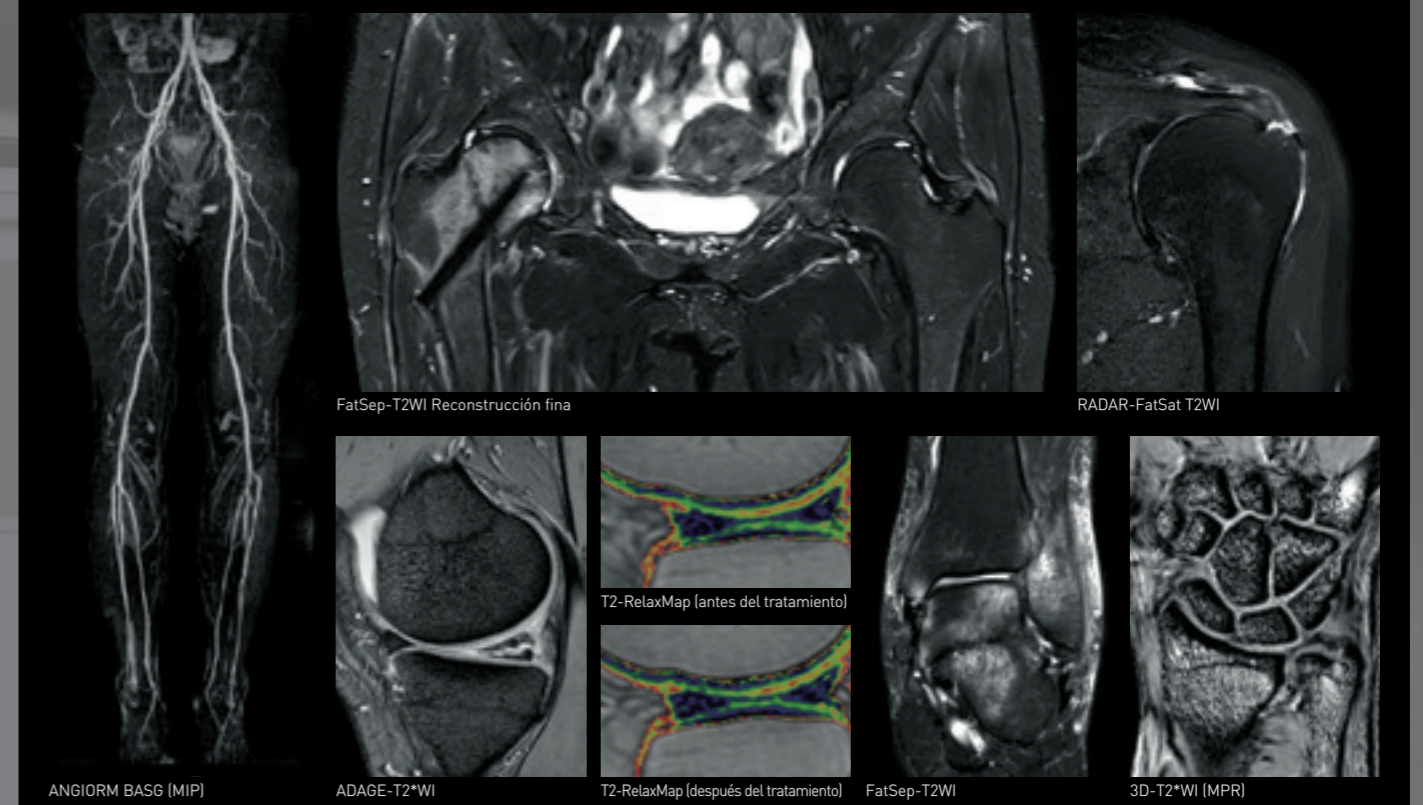 FatSep-T2WI Reconstrucción fina
RADAR-FatSat T2WI
T2-RelaxMap (antes del tratamiento)
ANGIORM BASG (MIP)
ADAGE-T2*WI
T2-RelaxMap (después del tratamiento)
FatSep-T2WI
3D-T2*WI (MPR)